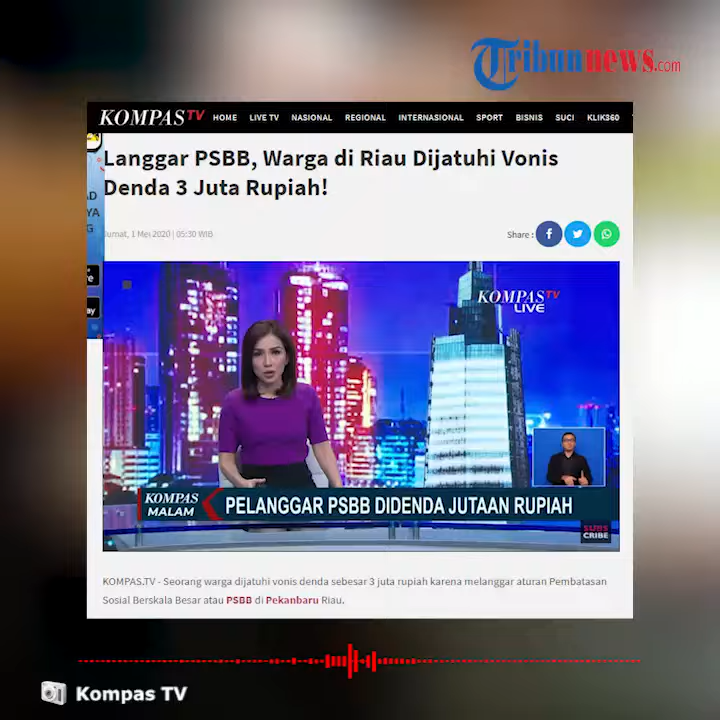 Tribunnews.com
KOMPASTV HOME LIVE TV NASIONAL REGIONAL INTERNASIONAL SPORT BISNIS SUCI KLIK360
Langgar PSBB, Warga di Riau Dijatuhi Vonis
Denda 3 Juta Rupiah!
Jumat, 1 Mei 2020 | 05:30 WIB
Share :
KOMPASTV
LIVE
KOMPAS
MALAM
PELANGGAR PSBB DIDENDA JUTAAN RUPIAH
SUBS
CRIBE
KOMPAS.TV - Seorang warga dijatuhi vonis denda sebesar 3 juta rupiah karena melanggar aturan Pembatasan
Sosial Berskala Besar atau PSBB di Pekanbaru Riau.
Kompas TV